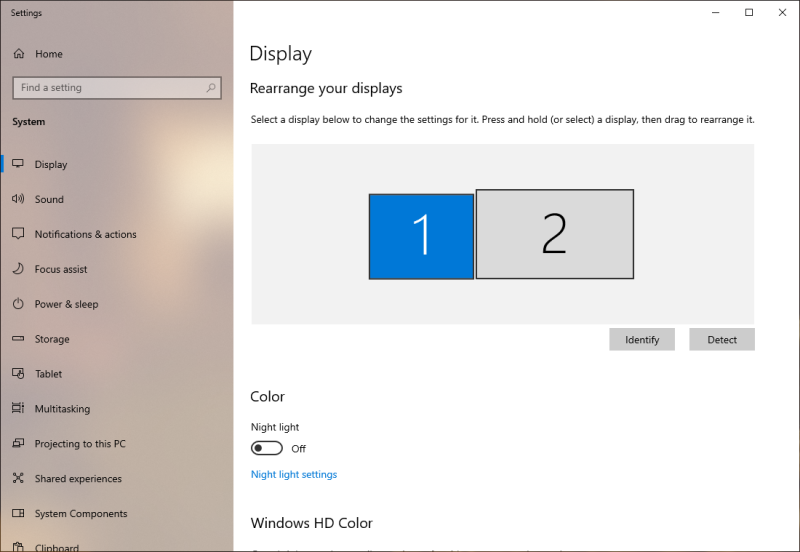 Settings
Home
Find a setting
System
Display
Sound
Notifications & actions
Focus assist
Power & sleep
Storage
Tablet
Multitasking
Projecting to this PC
Shared experiences
System Components
Clipboard
Display
Rearrange your displays
Select a display below to change the settings for it. Press and hold (or select) a display, then drag to rearrange it.
1
2
Identify
Detect
Color
Night light
Off
Night light settings
Windows HD Color